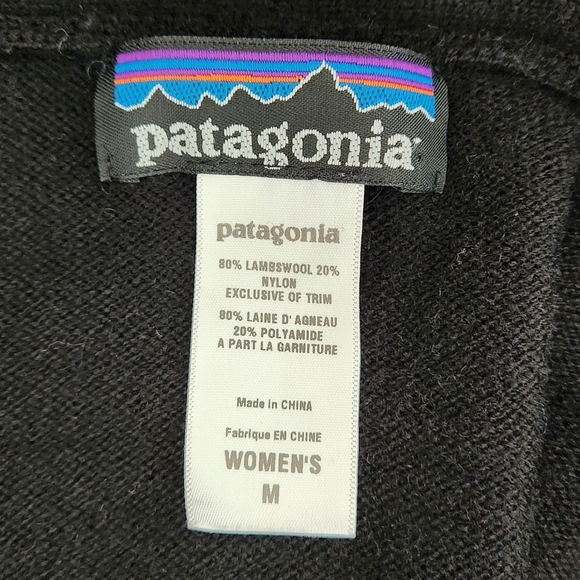 patagonia
patagonia
80% LAMBSWOOL 20%
NYLON
EXCLUSIVE OF TRIM
80% LAINE D'AGNEAU
20% POLYAMIDE
A PART LA GARNITURE
Made in CHINA
Fabrique EN CHINE
WOMEN'S
M